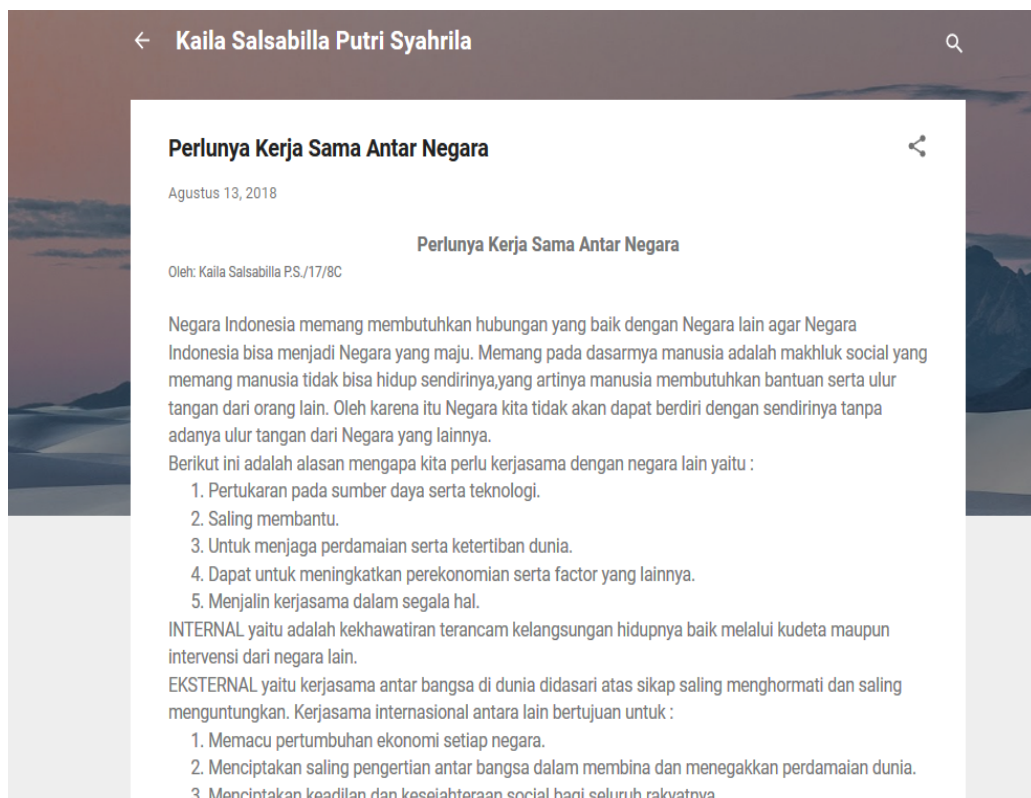 Kaila Salsabilla Putri Syahrila
Perlunya Kerja Sama Antar Negara
Agustus 13, 2018
Perlunya Kerja Sama Antar Negara
Oleh: Kaila Salsabilla P.S./17/8C
Negara Indonesia memang membutuhkan hubungan yang baik dengan Negara lain agar Negara
Indonesia bisa menjadi Negara yang maju. Memang pada dasarmya manusia adalah makhluk social yang
memang manusia tidak bisa hidup sendirinya,yang artinya manusia membutuhkan bantuan serta ulur
tangan dari orang lain. Oleh karena itu Negara kita tidak akan dapat berdiri dengan sendirinya tanpa
adanya ulur tangan dari Negara yang lainnya.
Berikut ini adalah alasan mengapa kita perlu kerjasama dengan negara lain yaitu :
1. Pertukaran pada sumber daya serta teknologi.
2. Saling membantu.
3. Untuk menjaga perdamaian serta ketertiban dunia.
4. Dapat untuk meningkatkan perekonomian serta factor yang lainnya.
5. Menjalin kerjasama dalam segala hal.
INTERNAL yaitu adalah kekhawatiran terancam kelangsungan hidupnya baik melalui kudeta maupun
intervensi dari negara lain.
EKSTERNAL yaitu kerjasama antar bangsa di dunia didasari atas sikap saling menghormati dan saling
menguntungkan. Kerjasama internasional antara lain bertujuan untuk :
1. Memacu pertumbuhan ekonomi setiap negara.
2. Menciptakan saling pengertian antar bangsa dalam membina dan menegakkan perdamaian dunia.
3. Menciptakan keadilan dan kesejahteraan social bagi seluruh rakyatnya.